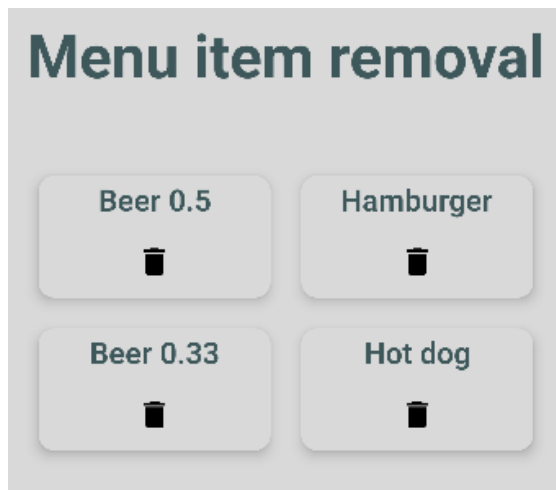 Menu item removal
Beer 0.5
Hamburger
Beer 0.33
Hot dog